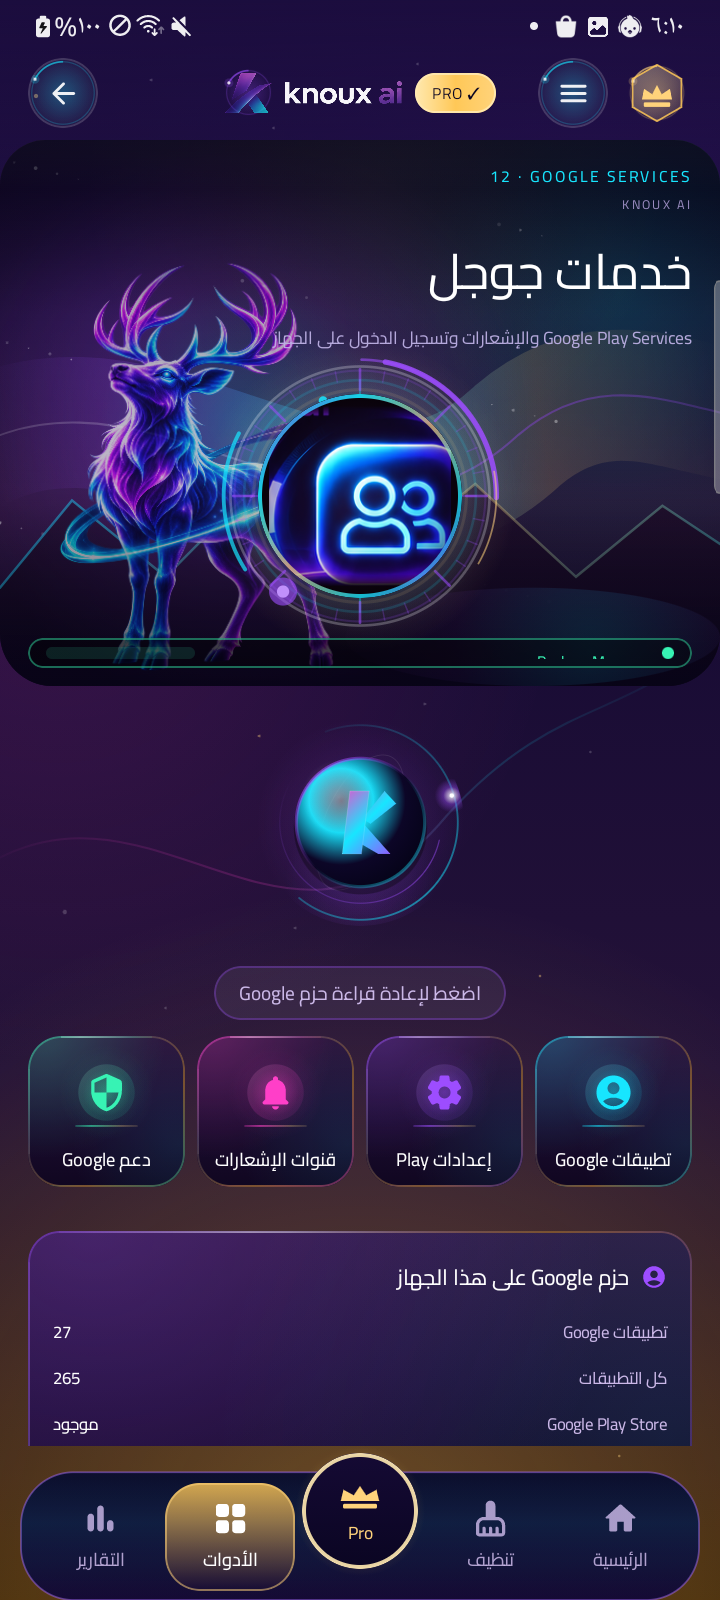 ٦:١٠
%١٠٠
knoux ai
PRO ✓
12 · GOOGLE SERVICES
KNOUX AI
خدمات جوجل
Google Play Services والإشعارات وتسجيل الدخول على الجهاز
K
اضغط لإعادة قراءة حزم Google
تطبيقات Google
إعدادات Play
قنوات الإشعارات
دعم Google
حزم Google على هذا الجهاز
تطبيقات Google
27
كل التطبيقات
265
Google Play Store
موجود
الرئيسية
تنظيف
Pro
الأدوات
التقارير